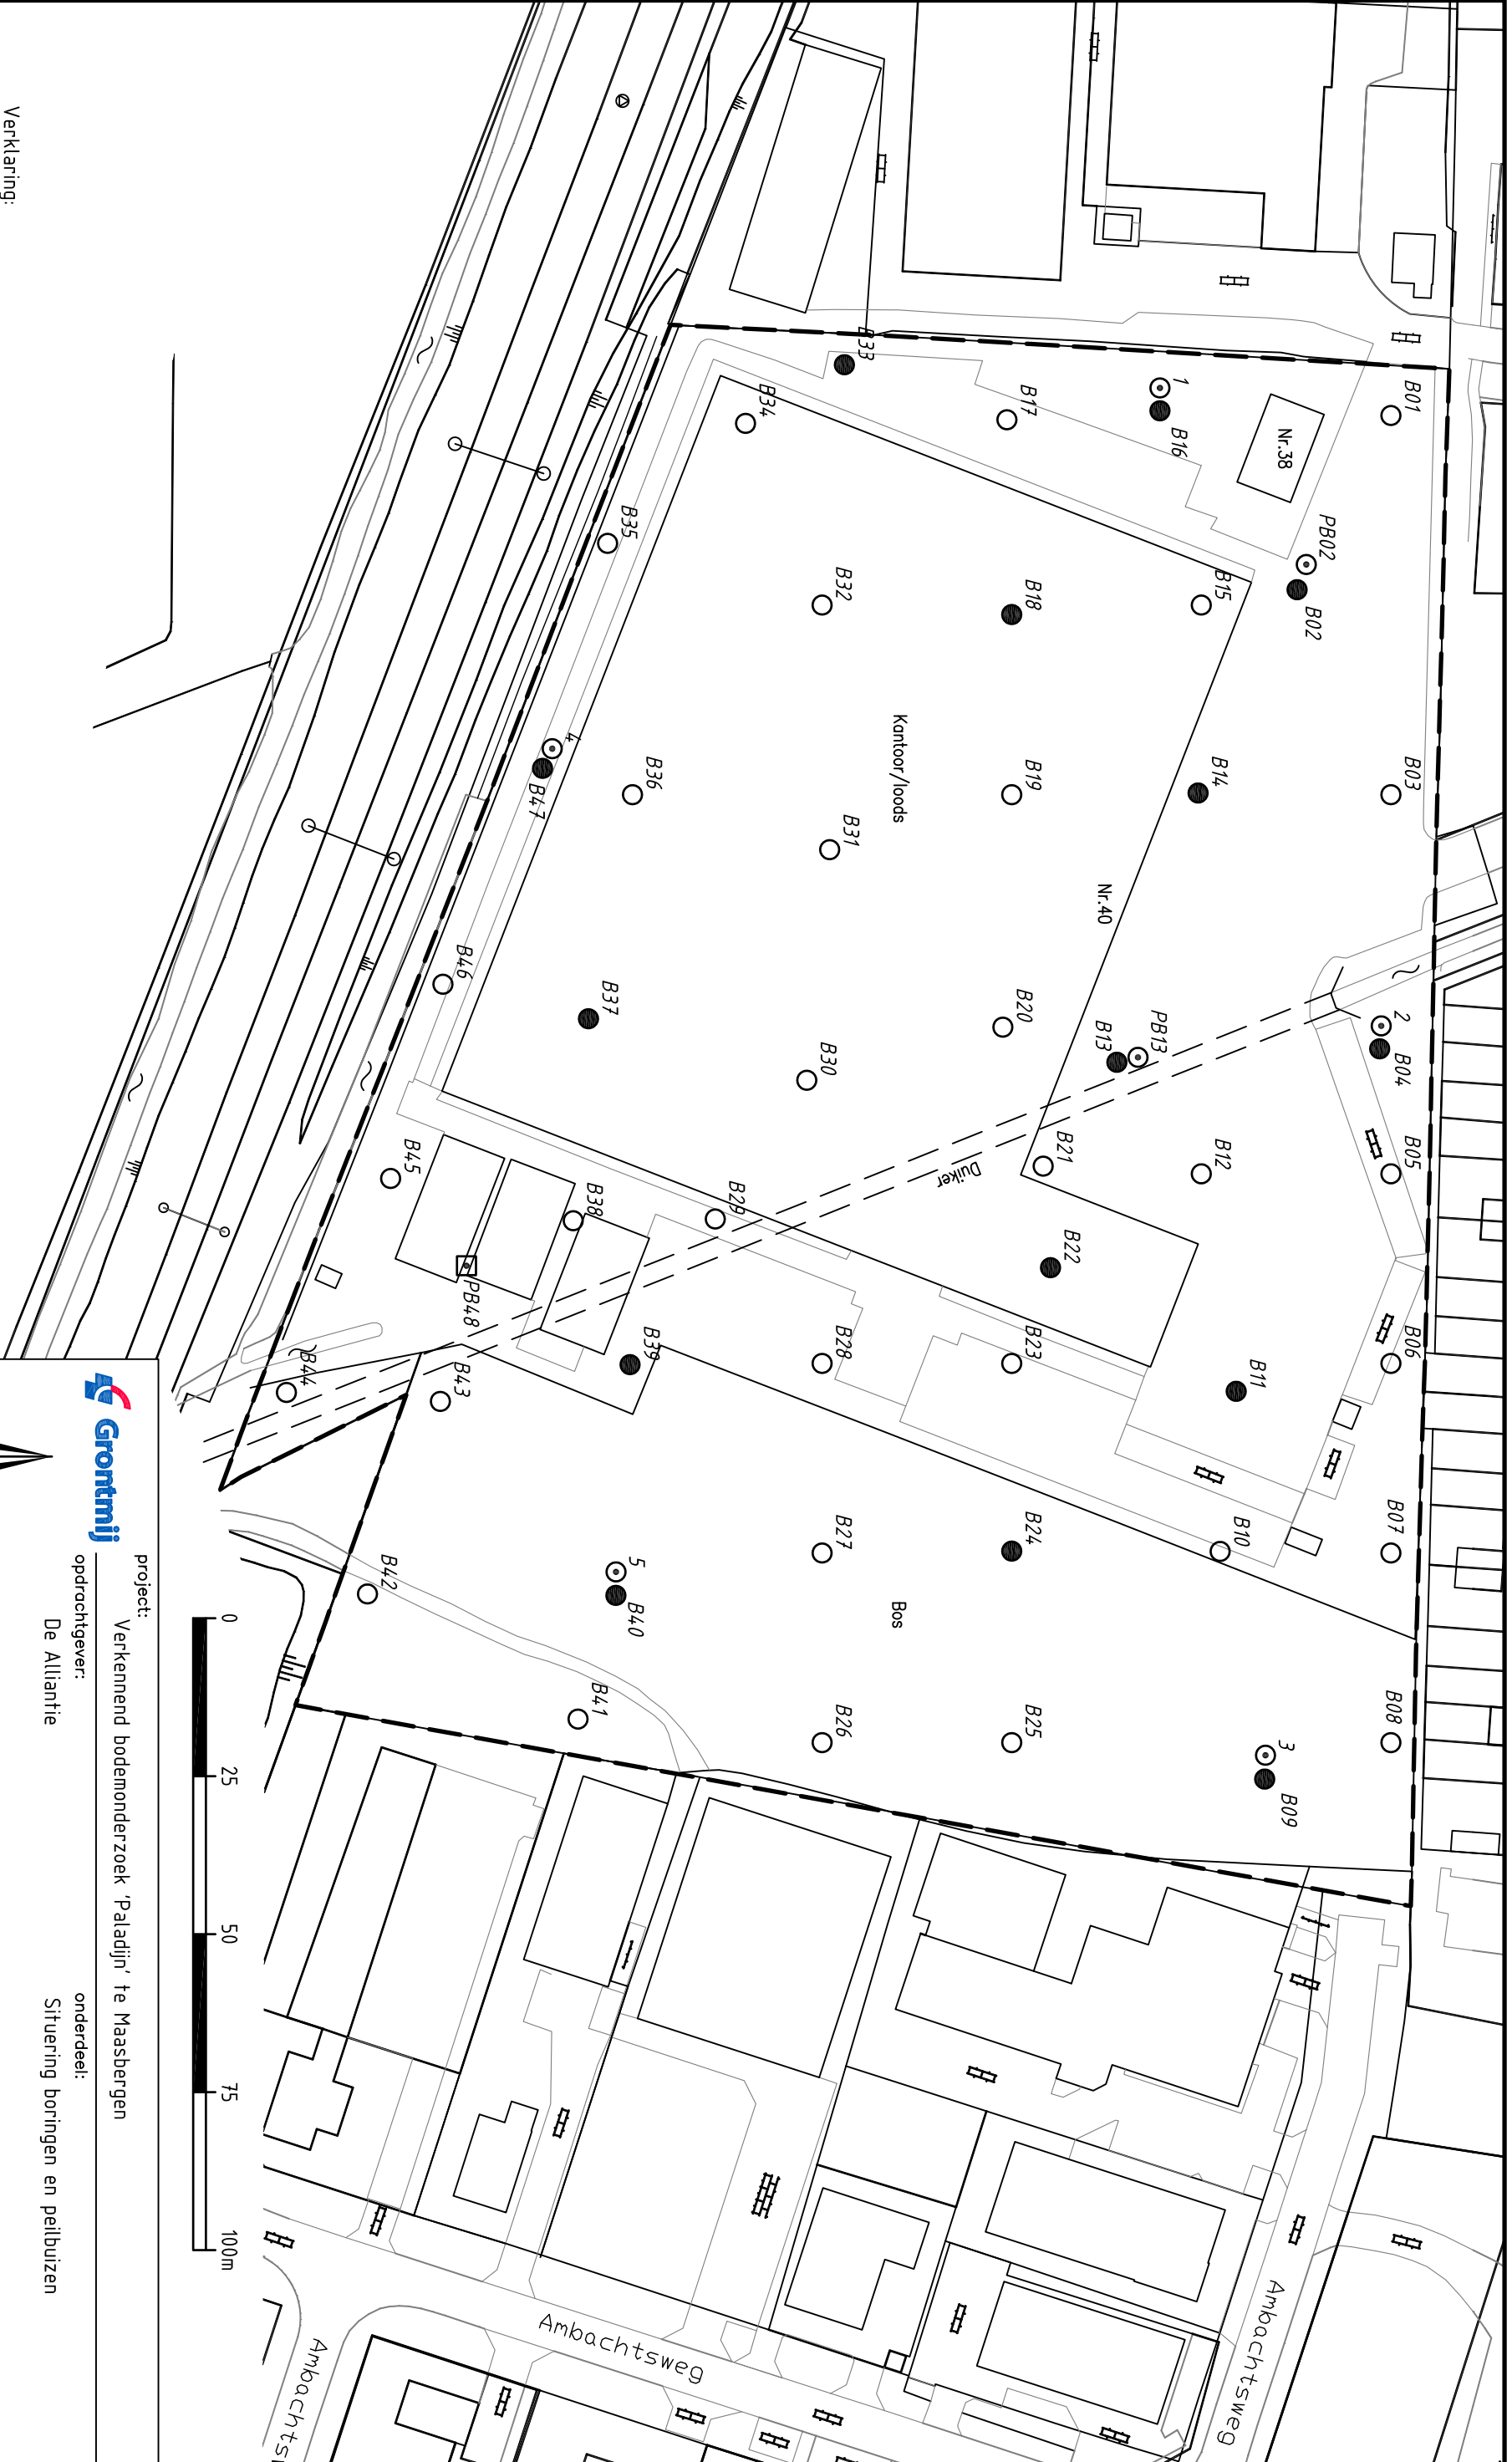 B01
B03
B05
B06
B07
B08
2
B04
PB02
B02
3
B09
Nr.38
1
B16
B15
B14
B12
B11
B10
PB13
B13
Nr.40
B17
B18
B19
B20
B21
B22
B23
B24
B25
Kantoor/loods
Bos
Duiker
B33
B32
B31
B30
B28
B27
B26
B34
B29
B35
B36
B37
B38
B39
5
B40
B41
4
B47
B46
B45
PB48
B43
B44
B42
Ambachtsweg
Ambachtsweg
0
25
50
75
100m
Grontmij
project:
Verkennend bodemonderzoek 'Paladijn' te Maasbergen
opdrachtgever:
De Alliantie
onderdeel:
Situering boringen en peilbuizen
Verklaring: